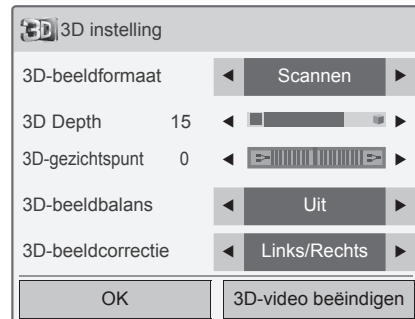 3D 3D instelling
3D-beeldformaat Scannen
3D Depth 15
3D-gezichtspunt 0
3D-beeldbalans Uit
3D-beeldcorrectie Links/Rechts
OK 3D-video beëindigen